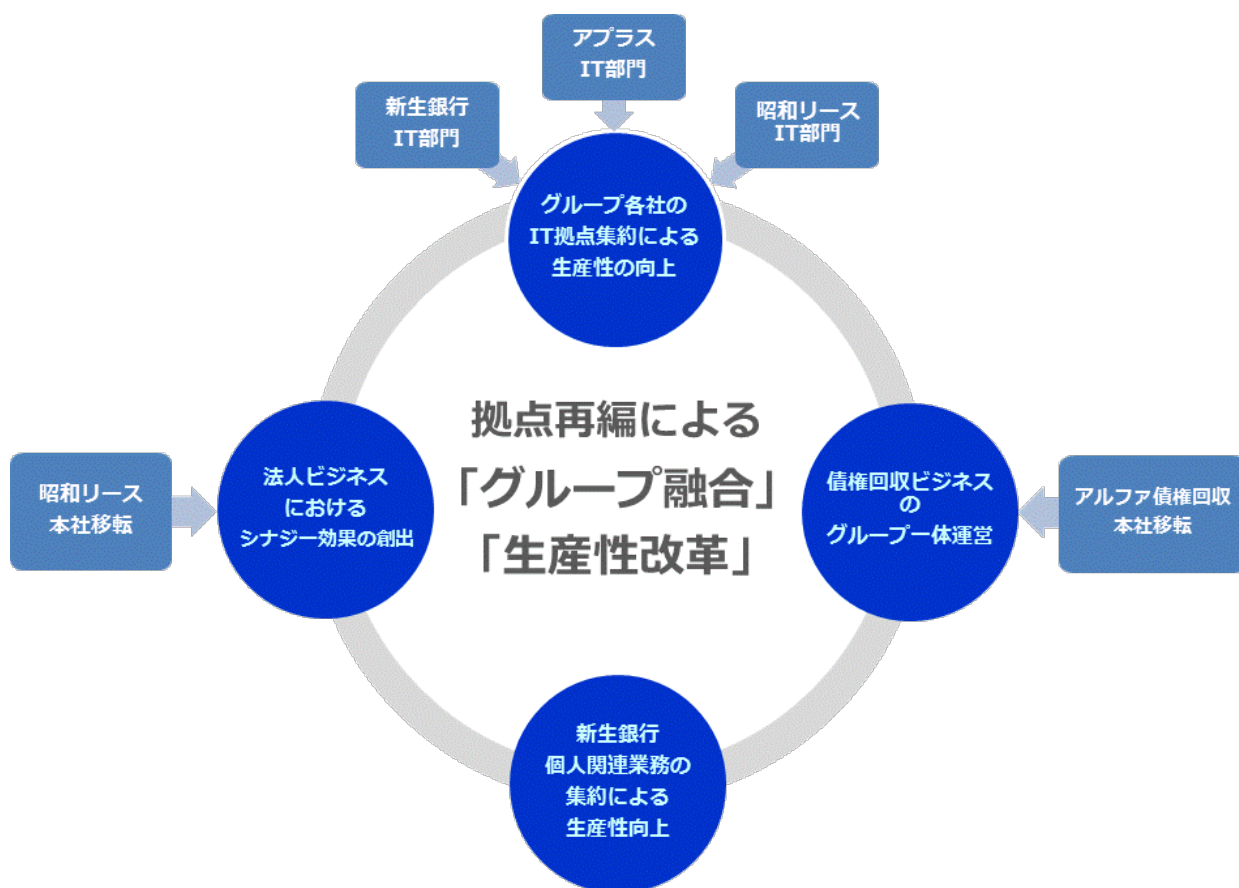 アプラス
IT部門
新生銀行
IT部門
昭和リース
IT部門
グループ各社の
IT拠点集約による
生産性の向上
拠点再編による
「グループ融合」
「生産性改革」
昭和リース
本社移転
法人ビジネス
における
シナジー効果の創出
債権回収ビジネス
の
グループ一体運営
アルファ債権回収
本社移転
新生銀行
個人関連業務の
集約による
生産性向上